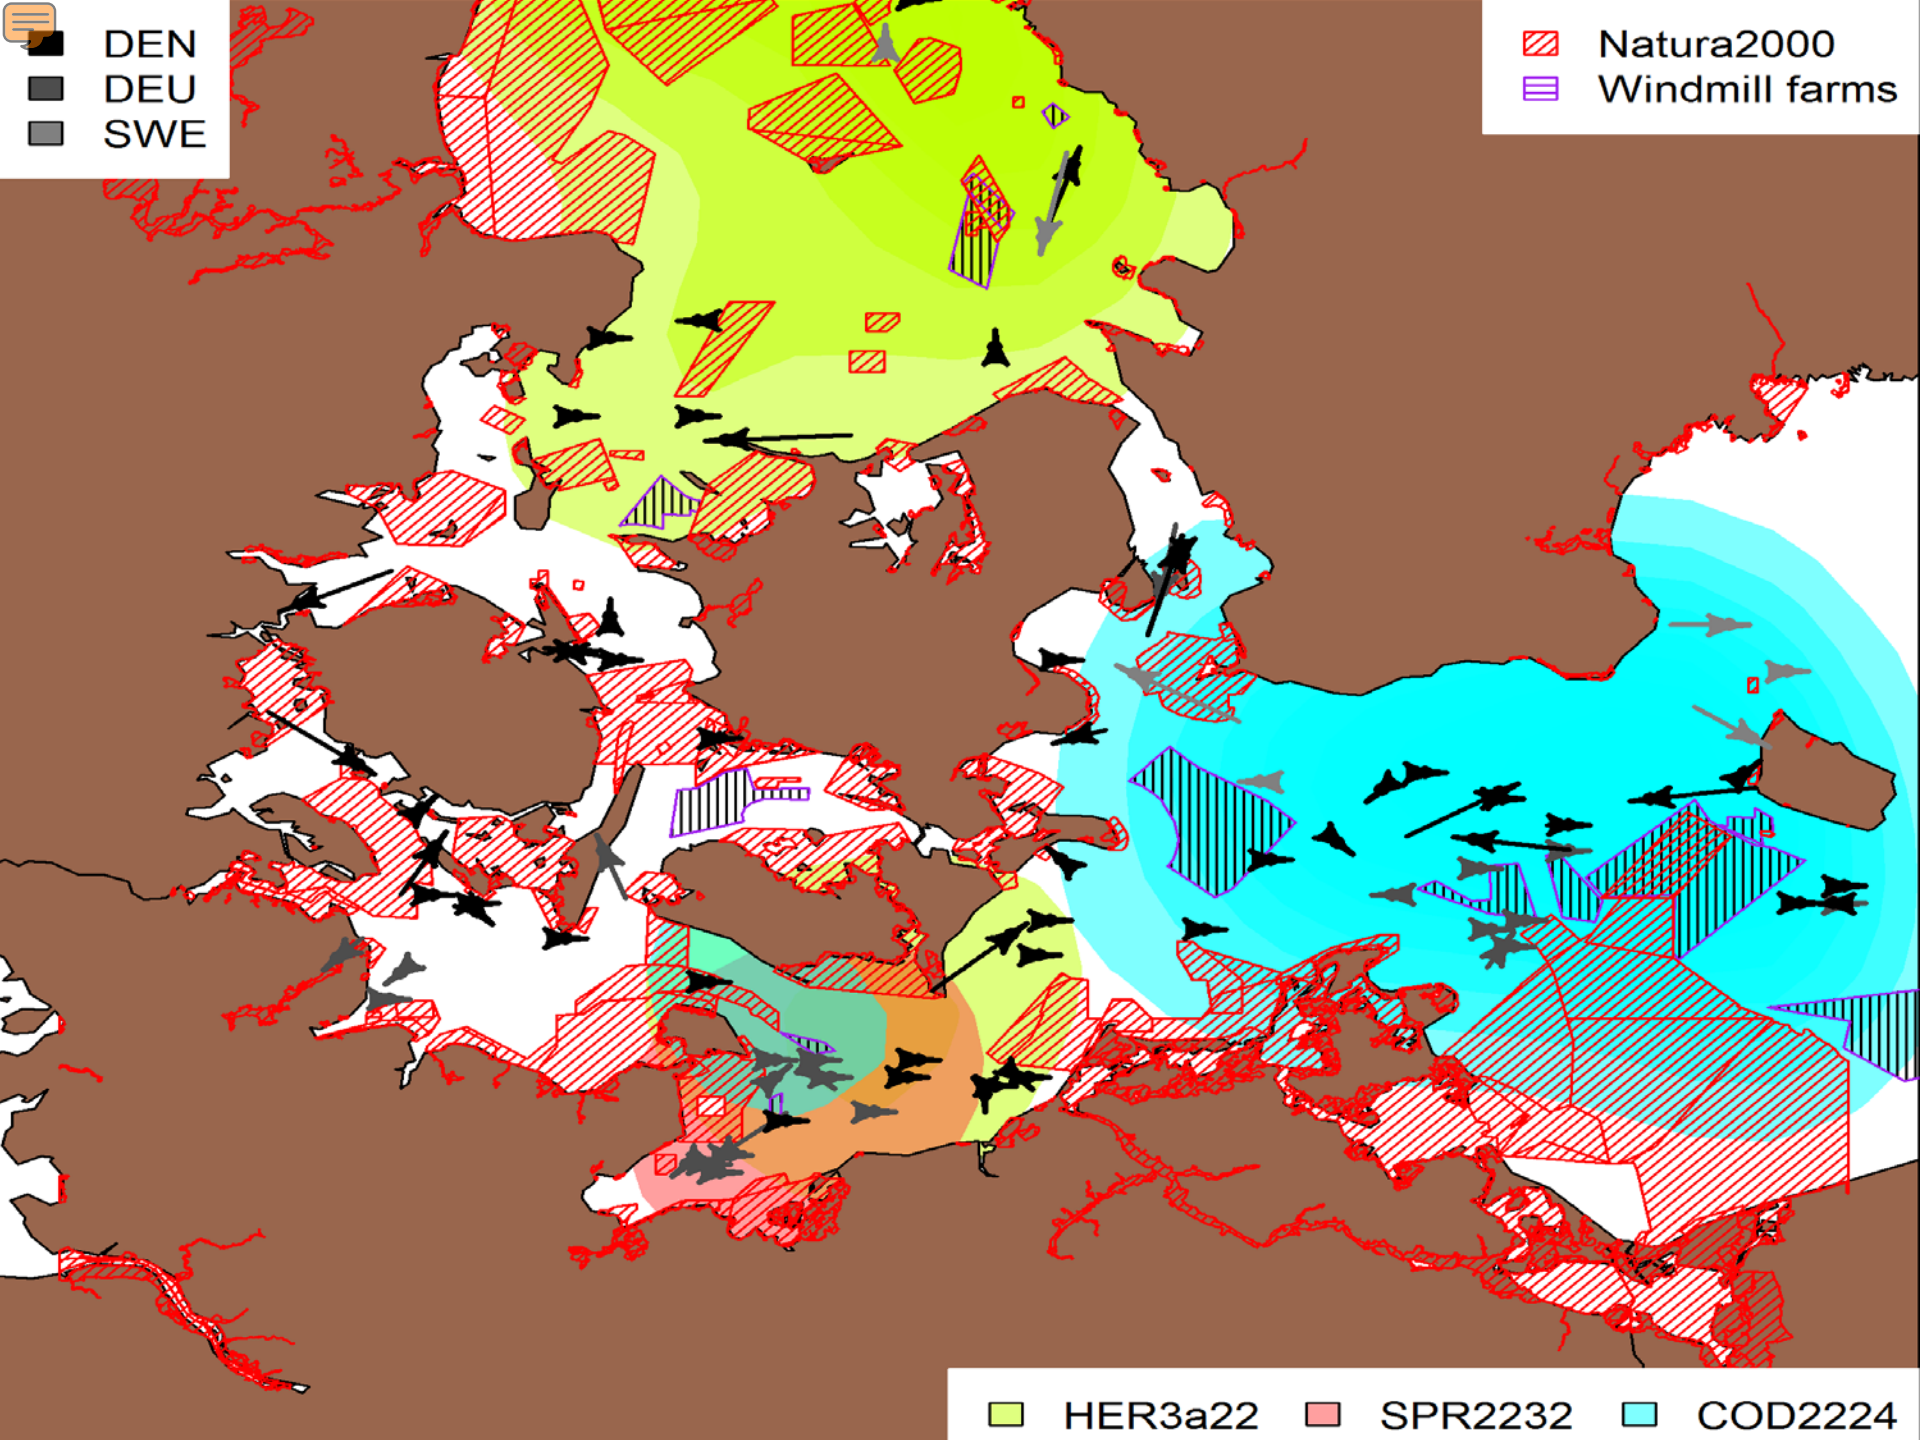 DEN
DEU
SWE
Natura2000
Windmill farms
HER3a22 SPR2232 COD2224